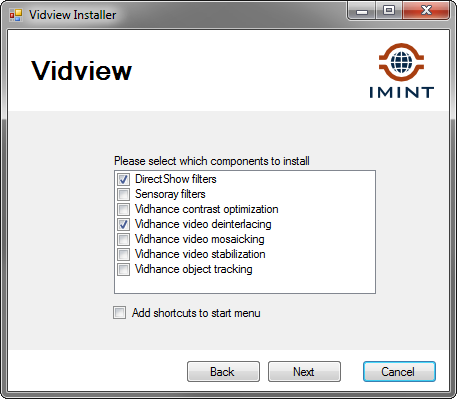 Vidview Installer
Vidview
IMINT
Please select which components to install
DirectShow filters
Sensoray filters
Vidhance contrast optimization
Vidhance video deinterlacing
Vidhance video mosaicking
Vidhance video stabilization
Vidhance object tracking
Add shortcuts to start menu
Back Next Cancel